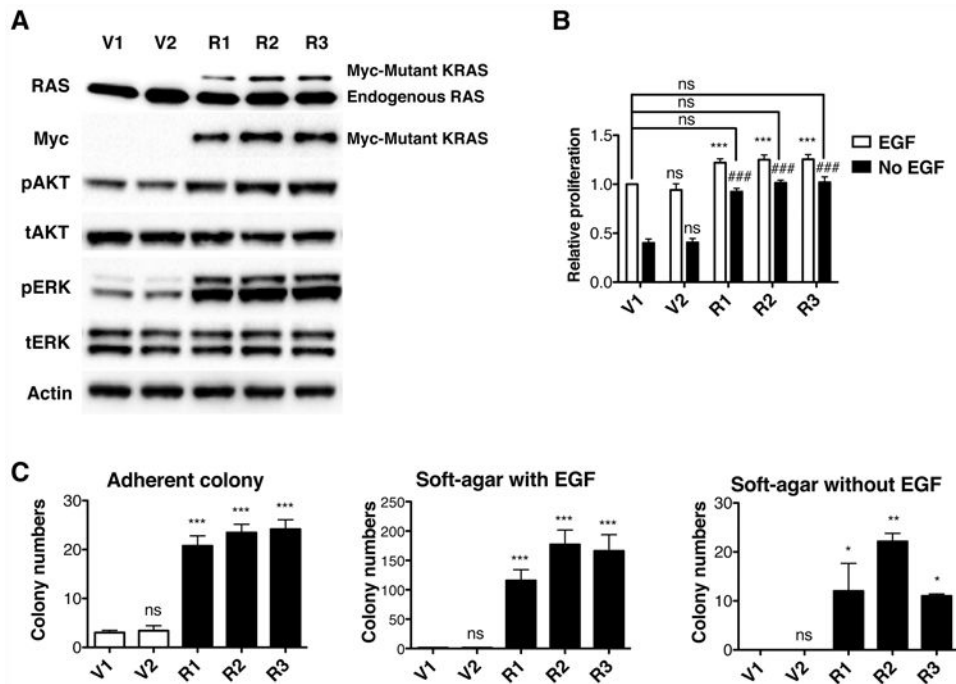 A
V1 V2 R1 R2 R3
RAS
Myc-Mutant KRAS
Endogenous RAS
Myc
Myc-Mutant KRAS
pAKT
tAKT
pERK
tERK
Actin
B
ns
ns
ns
*** *** ***
ns ### ### ###
ns
Relative proliferation
1.5
1.0
0.5
0.0
V1 V2 R1 R2 R3
EGF
No EGF
C
Adherent colony
Colony numbers
30
20
10
0
ns *** *** ***
V1 V2 R1 R2 R3
Soft-agar with EGF
Colony numbers
250
200
150
100
50
0
ns *** *** ***
V1 V2 R1 R2 R3
Soft-agar without EGF
Colony numbers
30
20
10
0
ns * ** *
V1 V2 R1 R2 R3